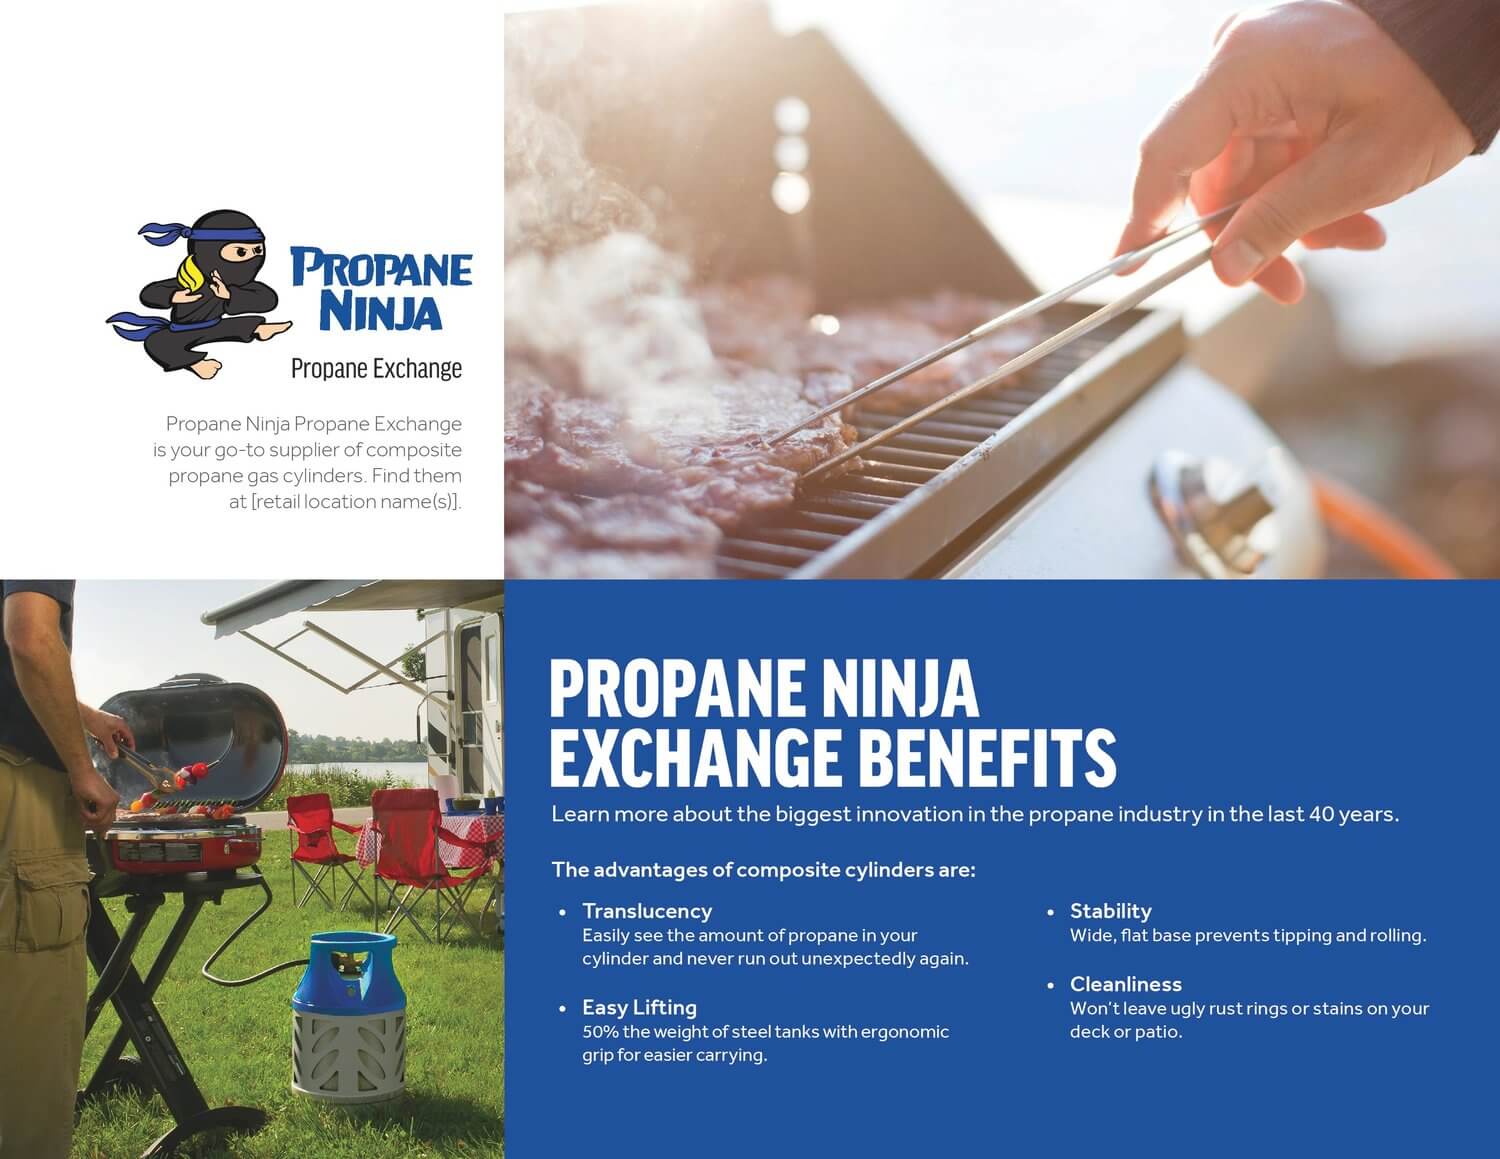 PROPANE
NINJA
Propane Exchange
Propane Ninja Propane Exchange
is your go-to supplier of composite
propane gas cylinders. Find them
at [retail location name(s)].
PROPANE NINJA
EXCHANGE BENEFITS
Learn more about the biggest innovation in the propane industry in the last 40 years.
The advantages of composite cylinders are:
• Translucency
Easily see the amount of propane in your
cylinder and never run out unexpectedly again.
• Easy Lifting
50% the weight of steel tanks with ergonomic
grip for easier carrying.
• Stability
Wide, flat base prevents tipping and rolling.
• Cleanliness
Won't leave ugly rust rings or stains on your
deck or patio.